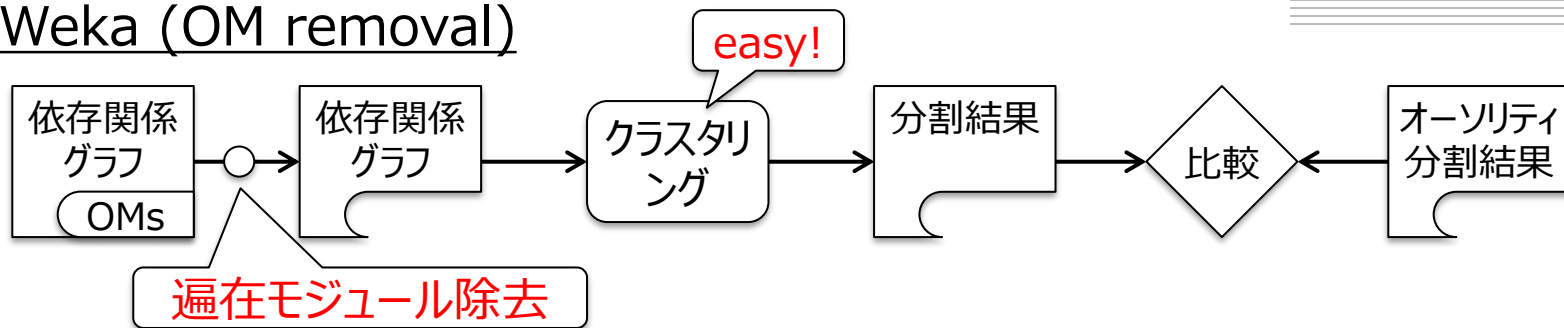 Weka (OM removal)
easy!
依存関係
グラフ
OMs
依存関係
グラフ
クラスタリ
ング
分割結果
比較
オーソリティ
分割結果
遍在モジュール除去